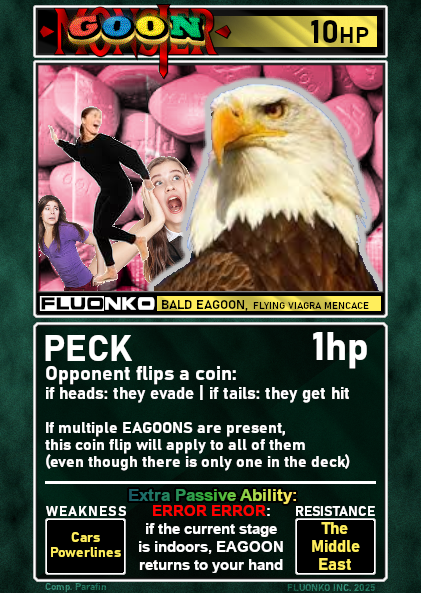 MONSTER
GOON
10HP
FLUONKO
BALD EAGOON, FLYING VIAGRA MENCACE
PECK
1hp
Opponent flips a coin:
if heads: they evade | if tails: they get hit
If multiple EAGOONS are present,
this coin flip will apply to all of them
(even though there is only one in the deck)
Extra Passive Ability:
WEAKNESS
Cars
Powerlines
ERROR ERROR:
if the current stage
is indoors, EAGOON
returns to your hand
RESISTANCE
The
Middle
East
Comp. Parafin
FLUONKO INC. 2025